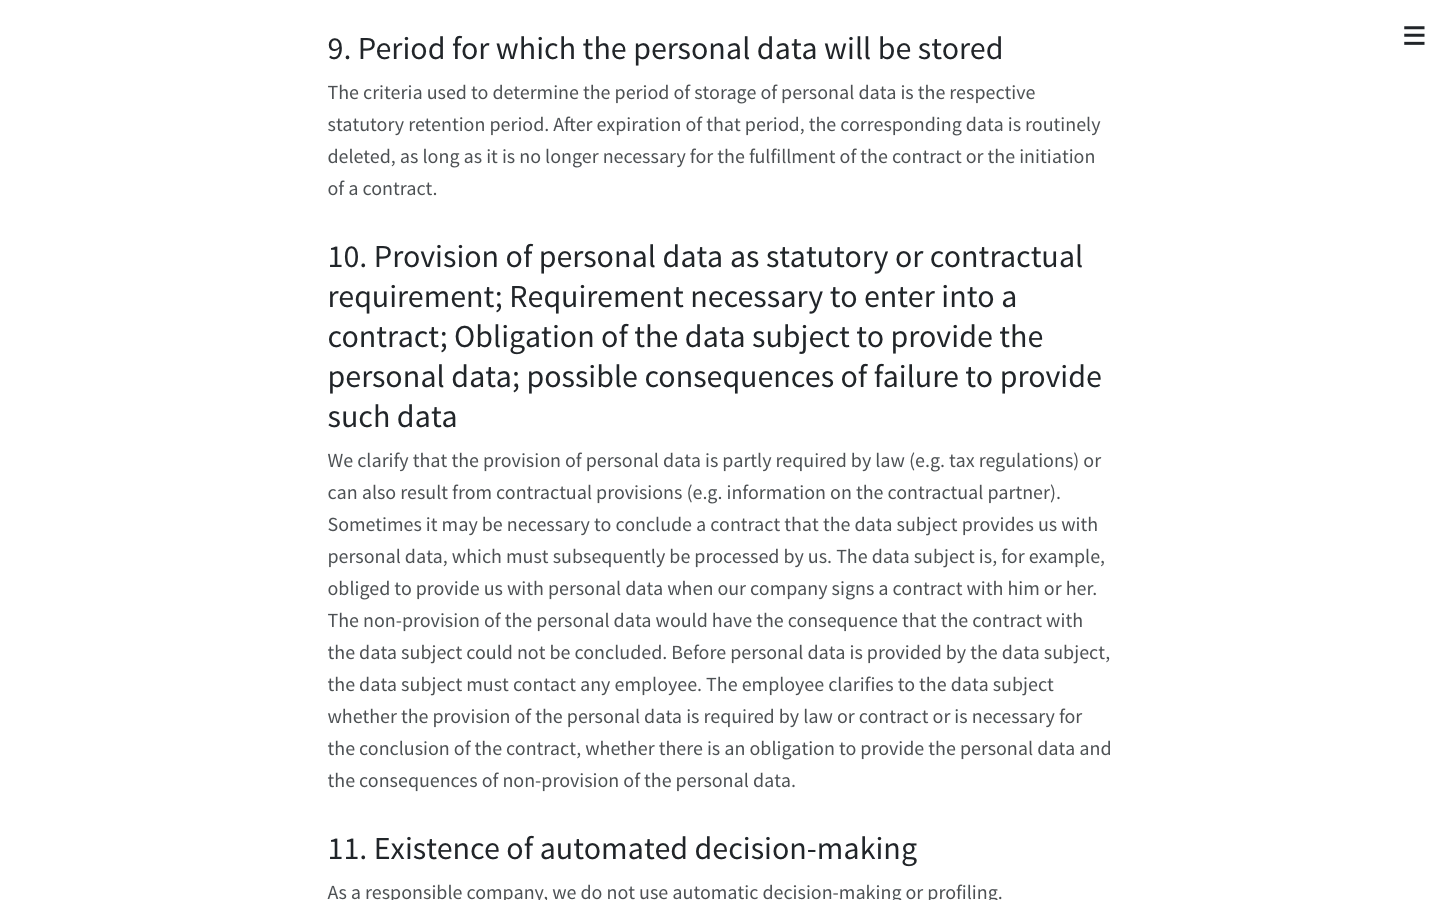 9. Period for which the personal data will be stored
The criteria used to determine the period of storage of personal data is the respective
statutory retention period. After expiration of that period, the corresponding data is routinely
deleted, as long as it is no longer necessary for the fulfillment of the contract or the initiation
of a contract.
10. Provision of personal data as statutory or contractual
requirement; Requirement necessary to enter into a
contract; Obligation of the data subject to provide the
personal data; possible consequences of failure to provide
such data
We clarify that the provision of personal data is partly required by law (e.g. tax regulations) or
can also result from contractual provisions (e.g. information on the contractual partner).
Sometimes it may be necessary to conclude a contract that the data subject provides us with
personal data, which must subsequently be processed by us. The data subject is, for example,
obliged to provide us with personal data when our company signs a contract with him or her.
The non-provision of the personal data would have the consequence that the contract with
the data subject could not be concluded. Before personal data is provided by the data subject,
the data subject must contact any employee. The employee clarifies to the data subject
whether the provision of the personal data is required by law or contract or is necessary for
the conclusion of the contract, whether there is an obligation to provide the personal data and
the consequences of non-provision of the personal data.
11. Existence of automated decision-making
As a responsible company, we do not use automatic decision-making or profiling.